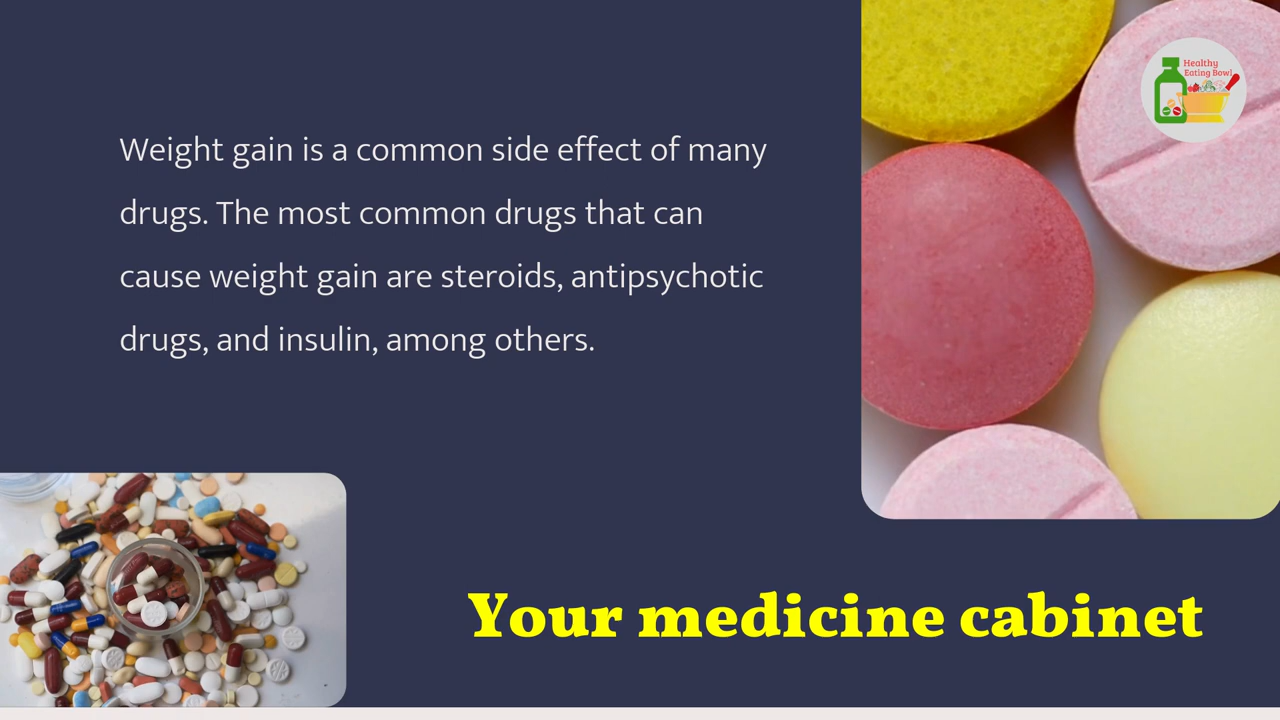 Healthy
Eating Bowl
Weight gain is a common side effect of many
drugs. The most common drugs that can
cause weight gain are steroids, antipsychotic
drugs, and insulin, among others.
Your medicine cabinet